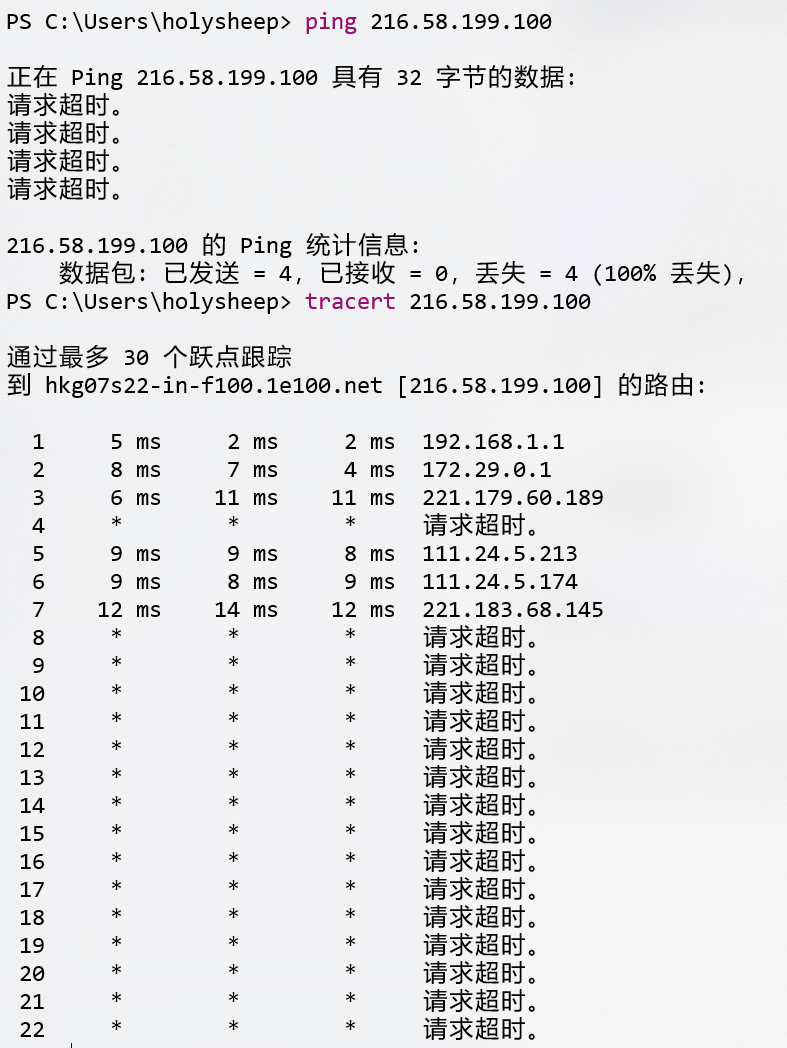 PS C:\Users\holysheep> ping 216.58.199.100
正在 Ping 216.58.199.100 具有 32 字节的数据:
请求超时。
请求超时。
请求超时。
请求超时。
216.58.199.100 的 Ping 统计信息:
数据包: 已发送 = 4, 已接收 = 0, 丢失 = 4 (100% 丢失),
PS C:\Users\holysheep> tracert 216.58.199.100
通过最多 30 个跃点跟踪
到 hkg07s22-in-f100.1e100.net [216.58.199.100] 的路由:
1 5 ms 2 ms 2 ms 192.168.1.1
2 8 ms 7 ms 4 ms 172.29.0.1
3 6 ms 11 ms 11 ms 221.179.60.189
4 * * * 请求超时。
5 9 ms 9 ms 8 ms 111.24.5.213
6 9 ms 8 ms 9 ms 111.24.5.174
7 12 ms 14 ms 12 ms 221.183.68.145
8 * * * 请求超时。
9 * * * 请求超时。
10 * * * 请求超时。
11 * * * 请求超时。
12 * * * 请求超时。
13 * * * 请求超时。
14 * * * 请求超时。
15 * * * 请求超时。
16 * * * 请求超时。
17 * * * 请求超时。
18 * * * 请求超时。
19 * * * 请求超时。
20 * * * 请求超时。
21 * * * 请求超时。
22 * * * 请求超时。